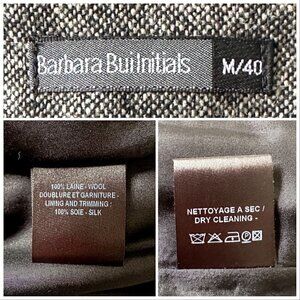 Barbara Bui Initials
M/40
100% LAINE - WOOL
DOUBLURE ET GARNITURE -
LINING AND TRIMMING :
100% SOIE - SILK
NETTOYAGE A SEC /
DRY CLEANING -